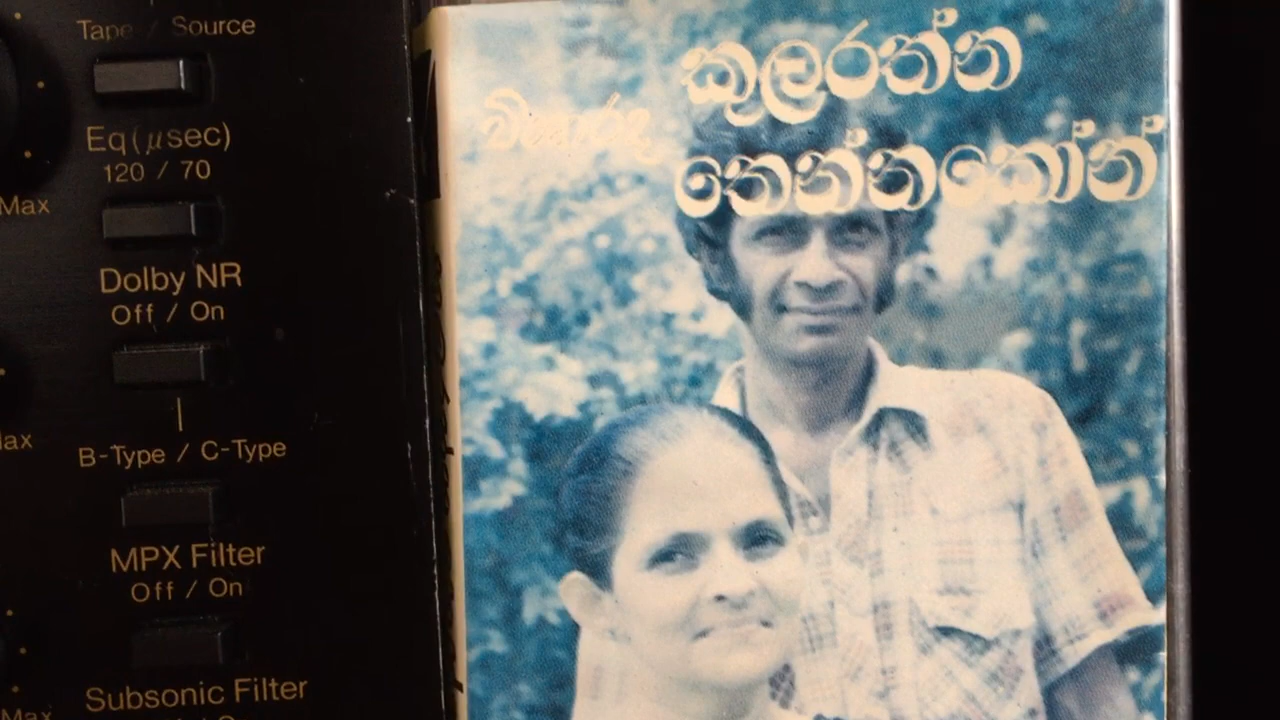 Tape / Source
Eq(μsec)
120 / 70
Max
Dolby NR
Off / On
B-Type / C-Type
MPX Filter
Off / On
Subsonic Filter
Max
විශාරද
කුලරත්න
තෙන්නකෝන්